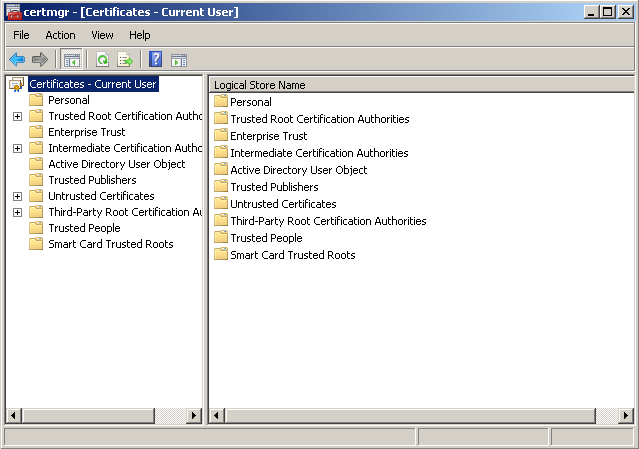 certmgr - [Certificates - Current User]
File Action View Help
Certificates - Current User
Personal
Trusted Root Certification Autho
Enterprise Trust
Intermediate Certification Authc
Active Directory User Object
Trusted Publishers
Untrusted Certificates
Third-Party Root Certification Au
Trusted People
Smart Card Trusted Roots
Logical Store Name
Personal
Trusted Root Certification Authorities
Enterprise Trust
Intermediate Certification Authorities
Active Directory User Object
Trusted Publishers
Untrusted Certificates
Third-Party Root Certification Authorities
Trusted People
Smart Card Trusted Roots